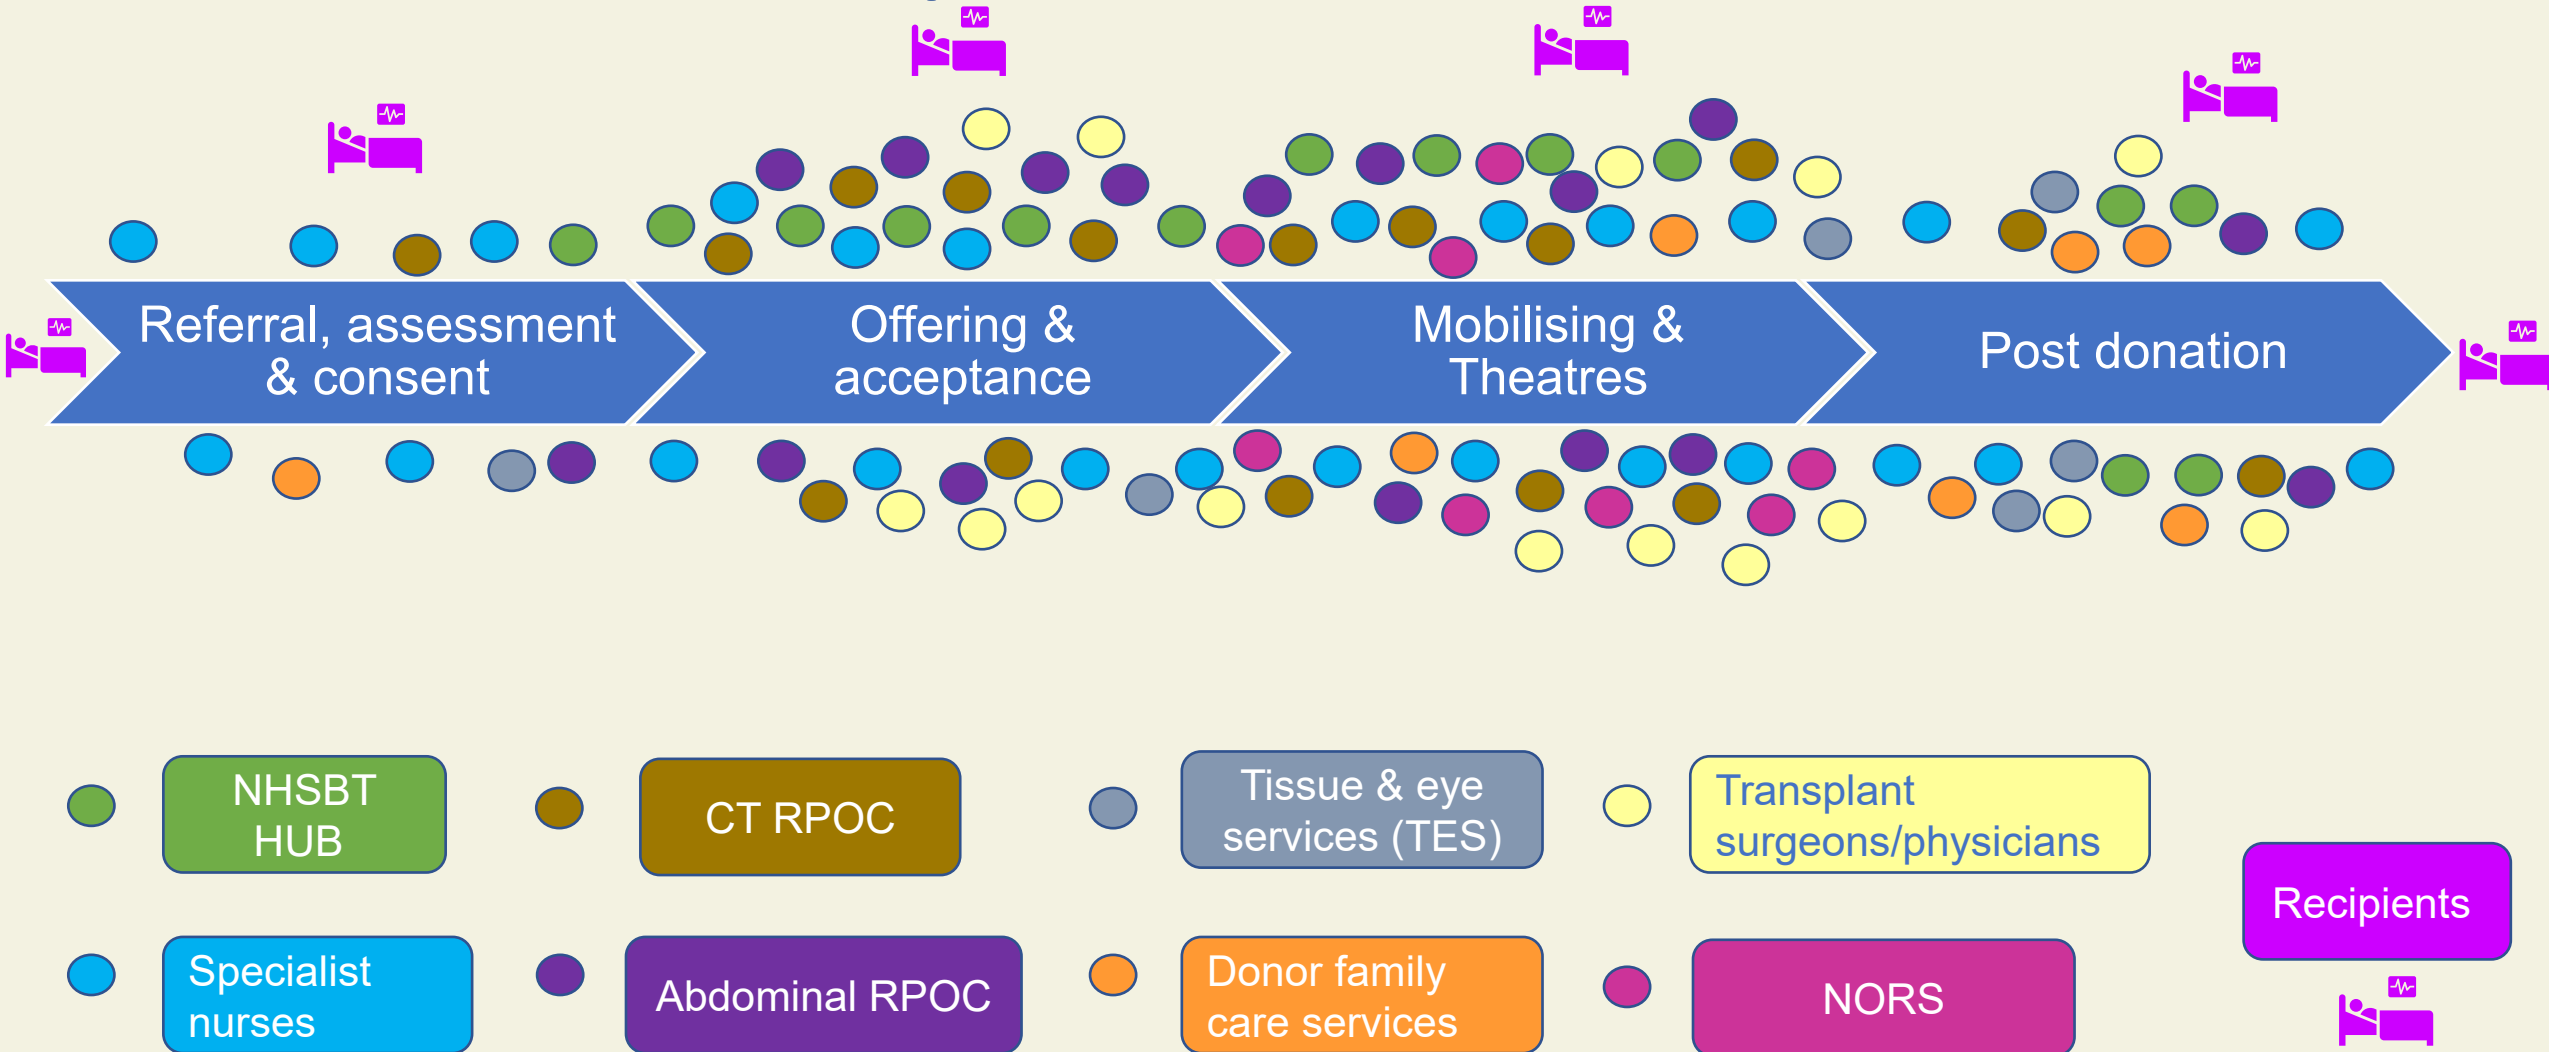 Referral, assessment
& consent
Offering &
acceptance
Mobilising &
Theatres
Post donation
NHSBT
HUB
CT RPOC
Tissue & eye
services (TES)
Transplant
surgeons/physicians
Recipients
Specialist
nurses
Abdominal RPOC
Donor family
care services
NORS